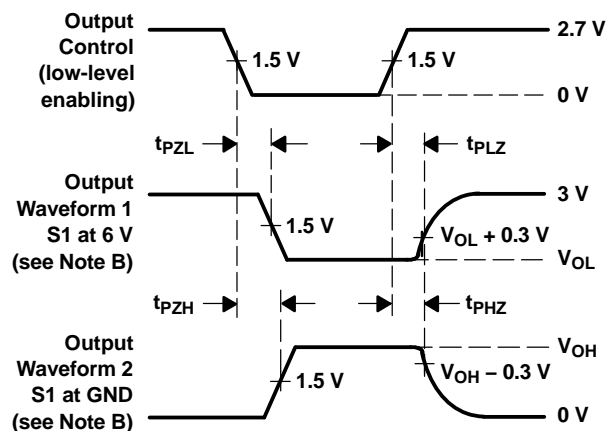 Output
Control
(low-level
enabling)
1.5 V
1.5 V
2.7 V
0 V
tPZL
tPLZ
Output
Waveform 1
S1 at 6 V
(see Note B)
1.5 V
3 V
VOL + 0.3 V
VOL
tPZH
tPHZ
Output
Waveform 2
S1 at GND
(see Note B)
1.5 V
VOH
VOH − 0.3 V
0 V